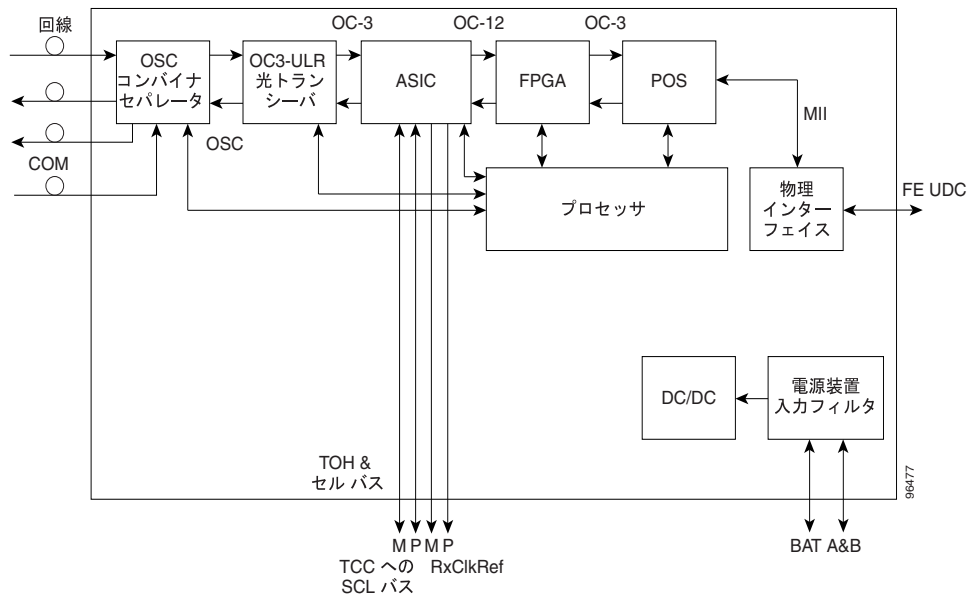 回線
OC-3
OC-12
OC-3
OSC
コンバイナ
セパレータ
OC3-ULR
光トラン
シーバ
ASIC
FPGA
POS
MII
OSC
COM
プロセッサ
物理
インター
フェイス
FE UDC
DC/DC
電源装置
入力フィルタ
TOH &
セル バス
96477
M P M P
TCC への
SCL バス
RxClkRef
BAT A&B